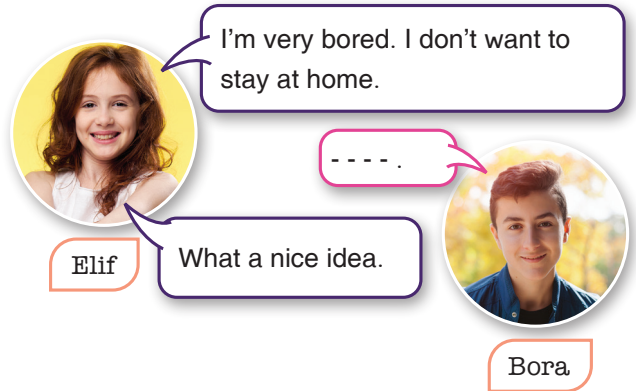 I’m very bored. I don’t want to
stay at home.
- - - - .
What a nice idea.
Elif
Bora